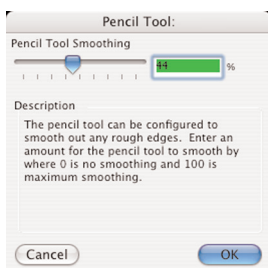 Pencil Tool:
Pencil Tool Smoothing
44 %
Description
The pencil tool can be configured to
smooth out any rough edges. Enter an
amount for the pencil tool to smooth by
where 0 is no smoothing and 100 is
maximum smoothing.
Cancel OK